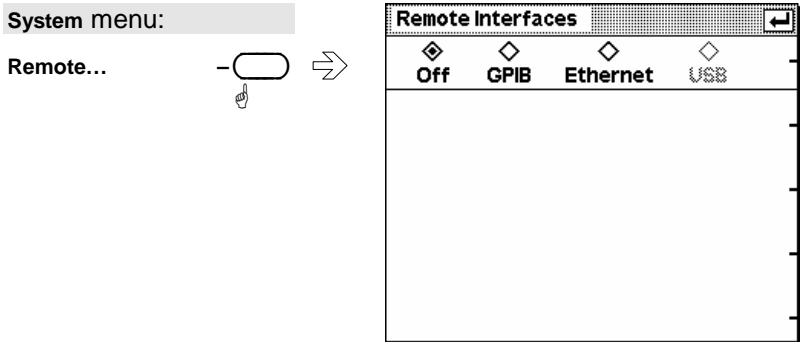 System menu:
Remote…
Remote Interfaces
Off GPIB Ethernet USB